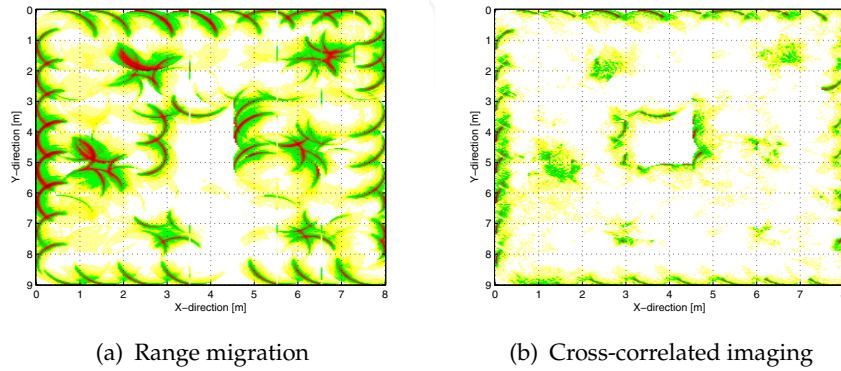 0
1
2
3
4
5
6
7
8
9
Y−direction [m]
0 1 2 3 4 5 6 7 8
X−direction [m]
(a) Range migration
0
1
2
3
4
5
6
7
8
9
Y−direction [m]
0 1 2 3 4 5 6 7 8
X−direction [m]
(b) Cross-correlated imaging